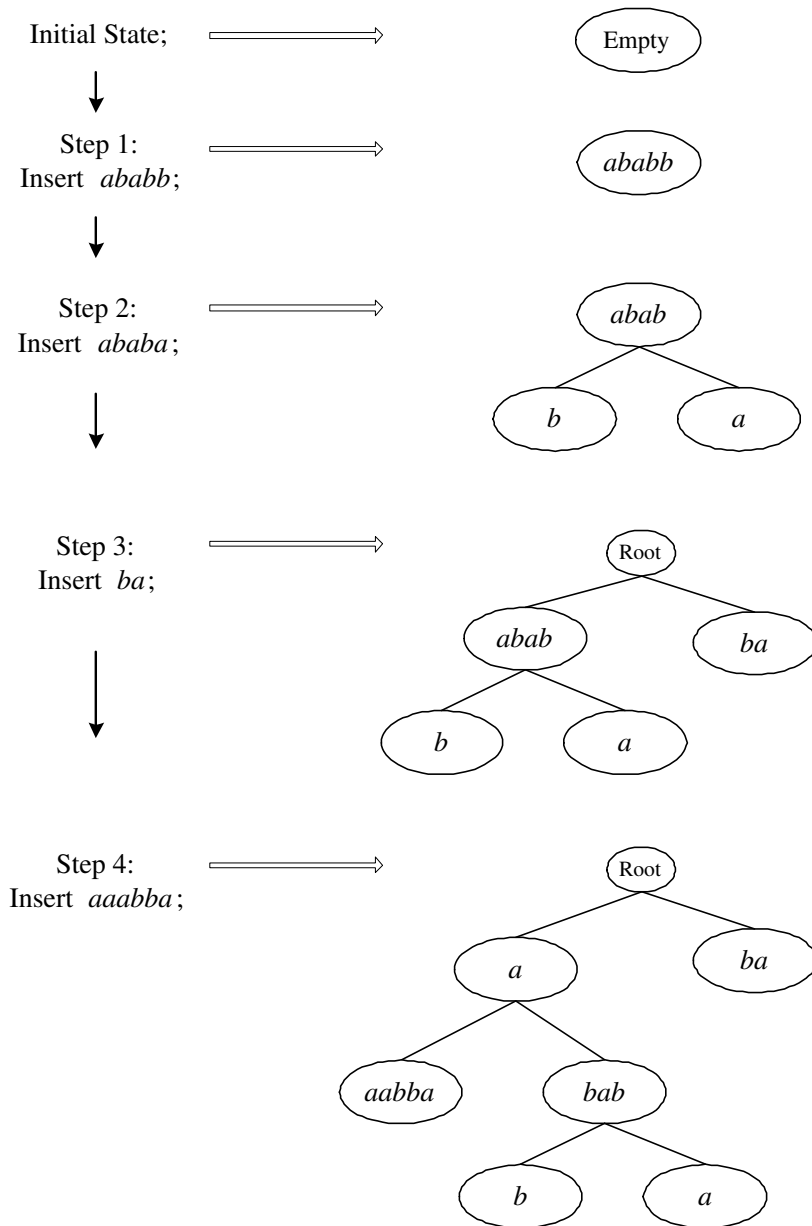 Initial State;
Empty
Step 1:
Insert ababb;
ababb
Step 2:
Insert ababa;
abab
b a
Step 3:
Insert ba;
Root
abab ba
b a
Step 4:
Insert aaabba;
Root
a ba
aabba bab
b a